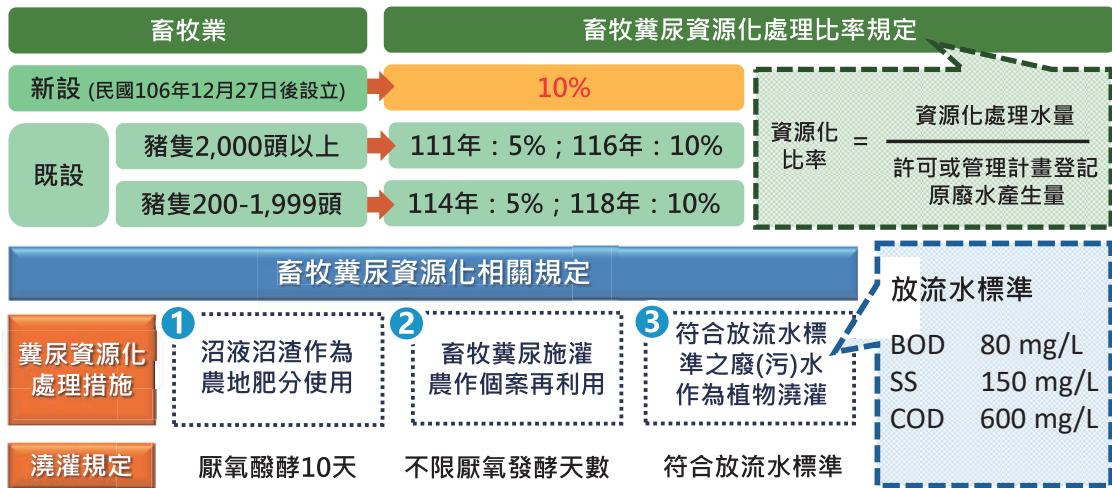 畜牧業
畜牧糞尿資源化處理比率規定
新設 (民國106年12月27日後設立)
10%
既設
豬隻2,000頭以上
111年：5%；116年：10%
豬隻200-1,999頭
114年：5%；118年：10%
資源化
比率
=
資源化處理水量
許可或管理計畫登記
原廢水產生量
畜牧糞尿資源化相關規定
糞尿資源化
處理措施
1
沼液沼渣作為
農地肥分使用
2
畜牧糞尿施灌
農作個案再利用
3
符合放流水標
準之廢(污)水
作為植物澆灌
放流水標準
BOD 80 mg/L
SS 150 mg/L
COD 600 mg/L
澆灌規定
厭氧醱酵10天
不限厭氧發酵天數
符合放流水標準